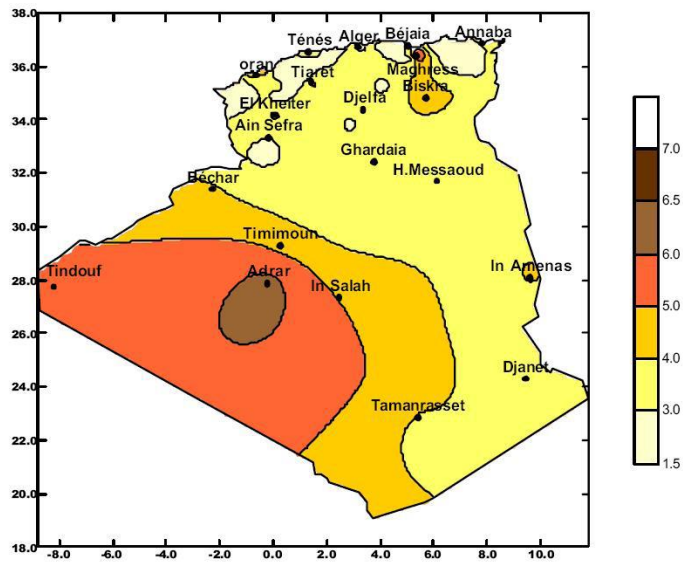 38.0
36.0
34.0
32.0
30.0
28.0
26.0
24.0
22.0
20.0
18.0
-8.0 -6.0 -4.0 -2.0 0.0 2.0 4.0 6.0 8.0 10.0
Ténés Alger Béjaia Annaba
oran Tiaret Maghress
Biskra
El Kheiter Djelfa
Ain Sefra
Ghardaia
H.Messaoud
Béchar
Timimoun
Tindouf Adrar In Salah In Amenas
Djanet
Tamanrasset
7.0
6.5
6.0
5.0
4.0
3.0
1.5